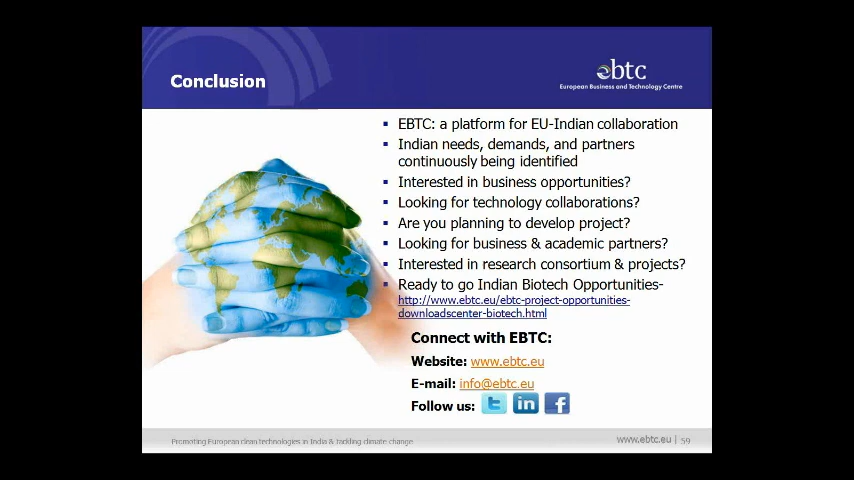 Conclusion
ebtc
European Business and Technology Centre
EBTC: a platform for EU-Indian collaboration
Indian needs, demands, and partners
continuously being identified
Interested in business opportunities?
Looking for technology collaborations?
Are you planning to develop project?
Looking for business & academic partners?
Interested in research consortium & projects?
Ready to go Indian Biotech Opportunities-
http://www.ebtc.eu/ebtc-project-opportunities-
downloadscenter-biotech.html
Connect with EBTC:
Website: www.ebtc.eu
E-mail: info@ebtc.eu
Follow us: t in f
Promoting European clean technologies in India & tackling climate change
www.ebtc.eu | 59